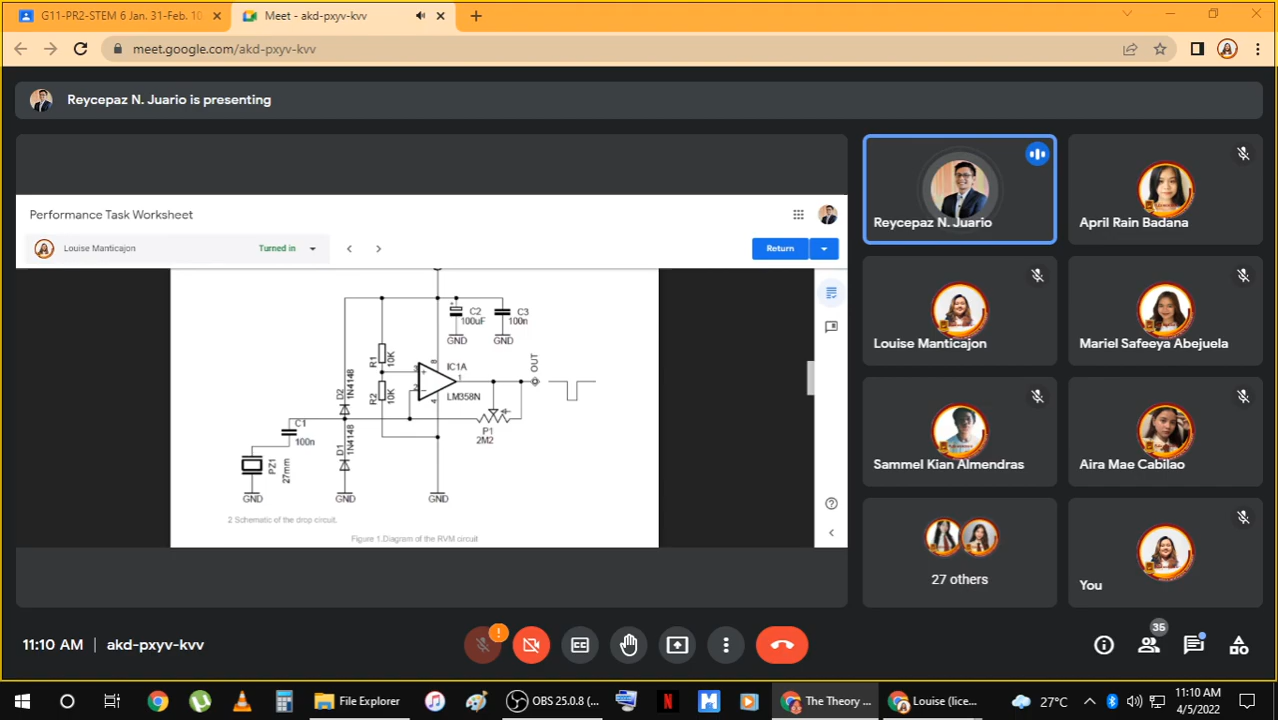 G11-PR2-STEM 6 Jan. 31-Feb. 10
Meet - akd-pxyv-kvv
meet.google.com/akd-pxyv-kvv
Reycepaz N. Juario is presenting
Performance Task Worksheet
Louise Manticajon
Turned in
Return
C2
100uF
GND
C3
100n
GND
R1
10K
R2
10K
D2
1N4148
D1
1N4148
3
+
2
-
8
4
1
IC1A
LM358N
OUT
P1
2M2
C1
100n
PZ1
27mm
GND
GND
GND
2 Schematic of the drop circuit.
Figure 1.Diagram of the RVM circuit
Reycepaz N. Juario
April Rain Badana
Louise Manticajon
Mariel Safeeya Abejuela
Sammel Kian Almendras
Aira Mae Cabilao
27 others
You
11:10 AM | akd-pxyv-kvv
35
File Explorer
OBS 25.0.8 (...
The Theory ...
Louise (lice...
27°C
11:10 AM
4/5/2022